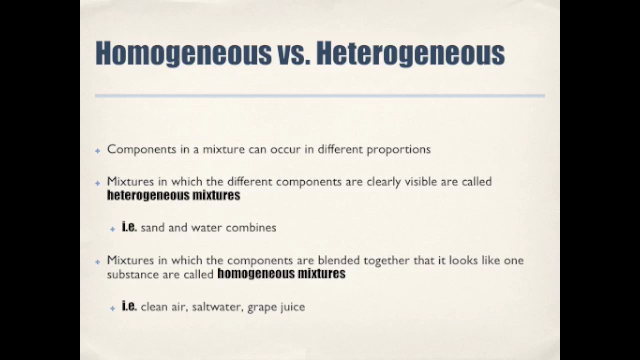 Homogeneous vs. Heterogeneous
Components in a mixture can occur in different proportions
Mixtures in which the different components are clearly visible are called
heterogeneous mixtures
i.e. sand and water combines
Mixtures in which the components are blended together that it looks like one
substance are called homogeneous mixtures
i.e. clean air, saltwater, grape juice